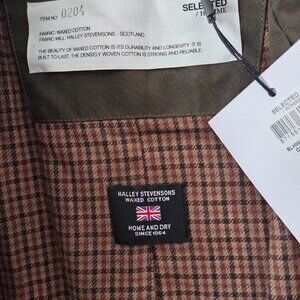 ITEM NO. 0204
SELECTED
/ HOMME
FABRIC: WAXED COTTON
FABRIC MILL: HALLEY STEVENSONS - SCOTLAND
THE BEAUTY OF WAXED COTTON IS ITS DURABILITY AND LONGEVITY. IT IS
BUILT TO LAST. THE DENSELY WOVEN COTTON IS STRONG AND RELIABLE.
SELECTED
HALLEY STEVENSONS
WAXED COTTON
HOME AND DRY
SINCE 1864